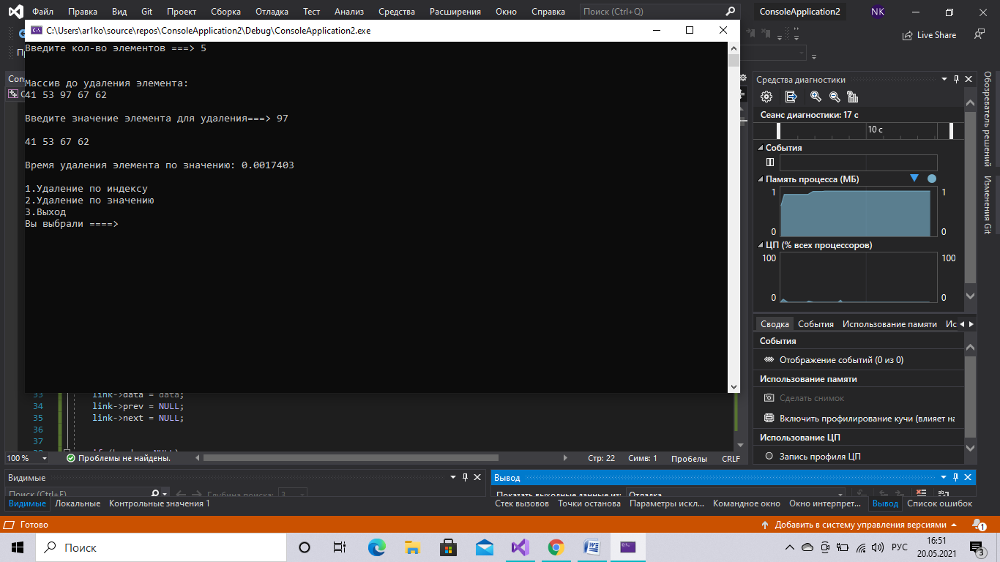 Файл Правка Вид Git Проект Сборка Отладка Тест Анализ Средства Расширения Окно Справка Поиск (Ctrl+Q) ConsoleApplication2 NK
C:\Users\ar1ko\source\repos\ConsoleApplication2\Debug\ConsoleApplication2.exe
Live Share
Введите кол-во элементов ===> 5
Массив до удаления элемента:
41 53 97 67 62
Введите значение элемента для удаления===> 97
41 53 67 62
Время удаления элемента по значению: 0.0017403
1.Удаление по индексу
2.Удаление по значению
3.Выход
Вы выбрали ====>
33 link->data = data;
34 link->prev = NULL;
35 link->next = NULL;
36
37
100 % Проблемы не найдены. Стр: 22 Симв: 1 Пробелы CRLF
Средства диагностики
Сеанс диагностики: 17 с
10 с
События
Память процесса (МБ)
1 1
0 0
ЦП (% всех процессоров)
100 100
0 0
Сводка События Использование памяти Ис
События
Отображение событий (0 из 0)
Использование памяти
Сделать снимок
Включить профилирование кучи (влияет на
Использование ЦП
Запись профиля ЦП
Обозреватель решений
Изменения Git
Видимые
Поиск (Ctrl+E) Глубина поиска: 3
Видимые Локальные Контрольные значения 1
Вывод
Показать выходные данные из: Отладка
Стек вызовов Точки останова Параметры искл... Командное окно Окно интерпрет... Вывод Список ошибок
Готово
Добавить в систему управления версиями 1
Поиск
РУС
16:51
20.05.2021
3